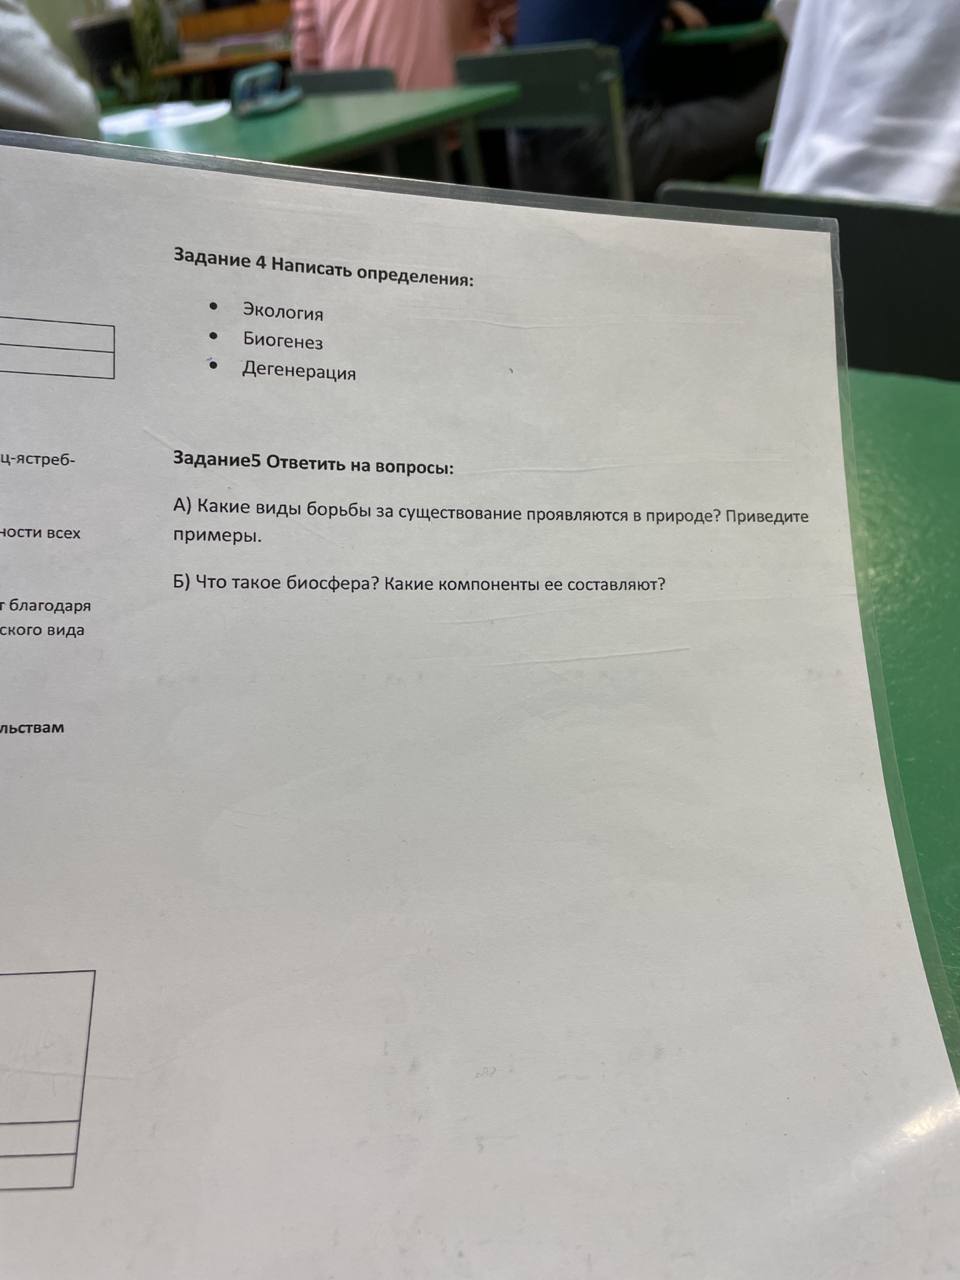 Задание 4 Написать определения:
• Экология
• Биогенез
• Дегенерация
ц-ястреб-
Задание5 Ответить на вопросы:
А) Какие виды борьбы за существование проявляются в природе? Приведите
примеры.
ности всех
Б) Что такое биосфера? Какие компоненты ее составляют?
т благодаря
ского вида
льствам